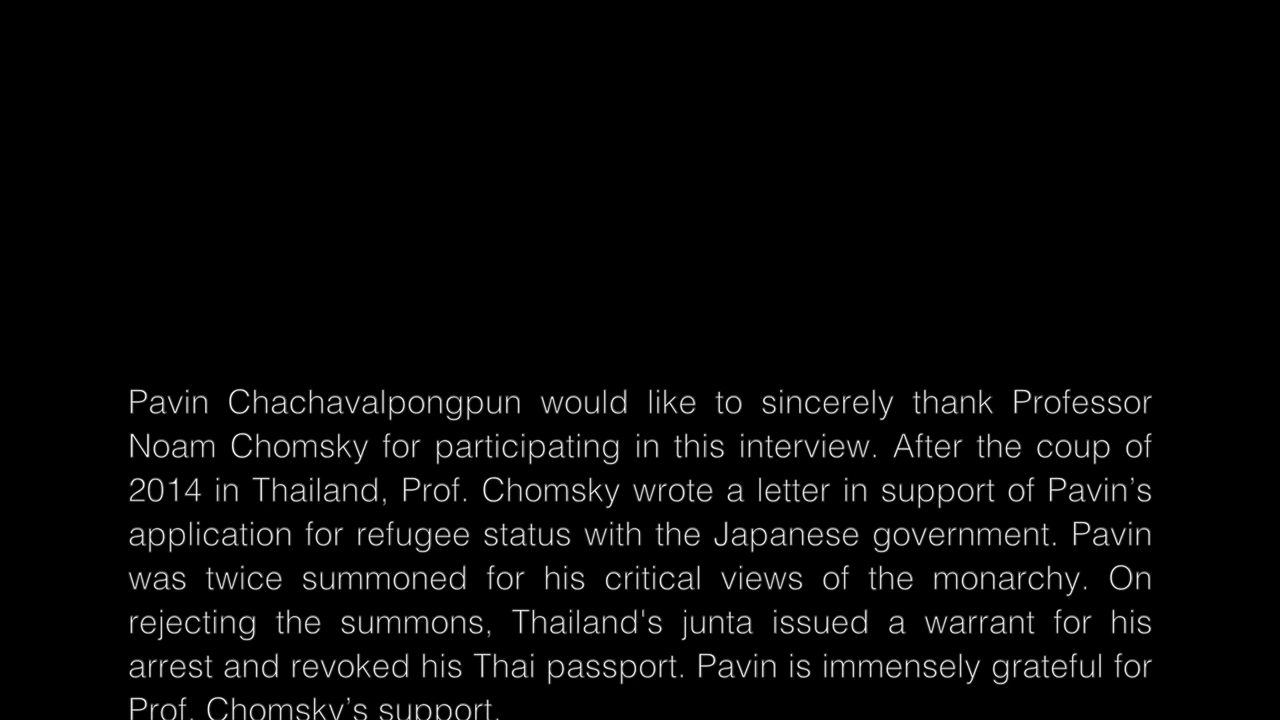 Pavin Chachavalpongpun would like to sincerely thank Professor
Noam Chomsky for participating in this interview. After the coup of
2014 in Thailand, Prof. Chomsky wrote a letter in support of Pavin’s
application for refugee status with the Japanese government. Pavin
was twice summoned for his critical views of the monarchy. On
rejecting the summons, Thailand's junta issued a warrant for his
arrest and revoked his Thai passport. Pavin is immensely grateful for
Prof. Chomsky’s support.